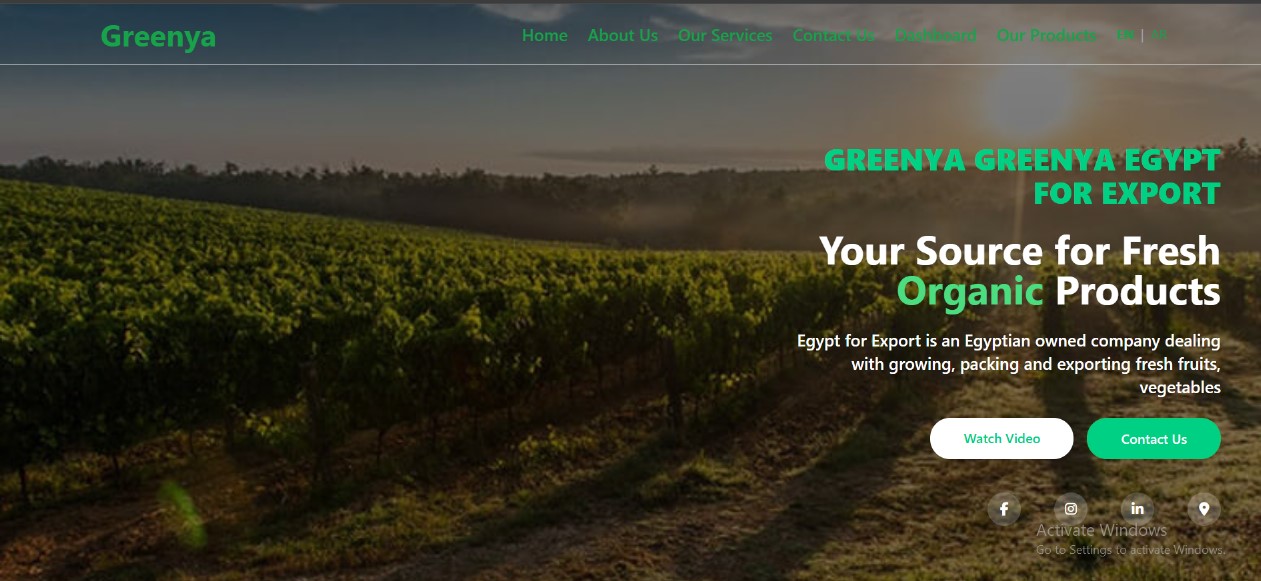 Greenya
Home About Us Our Services Contact Us Dashboard Our Products EN |
GREENYA GREENYA EGYPT
FOR EXPORT
Your Source for Fresh
Organic Products
Egypt for Export is an Egyptian owned company dealing
with growing, packing and exporting fresh fruits,
vegetables
Watch Video Contact Us
Activate Windows
Go to Settings to activate Windows.